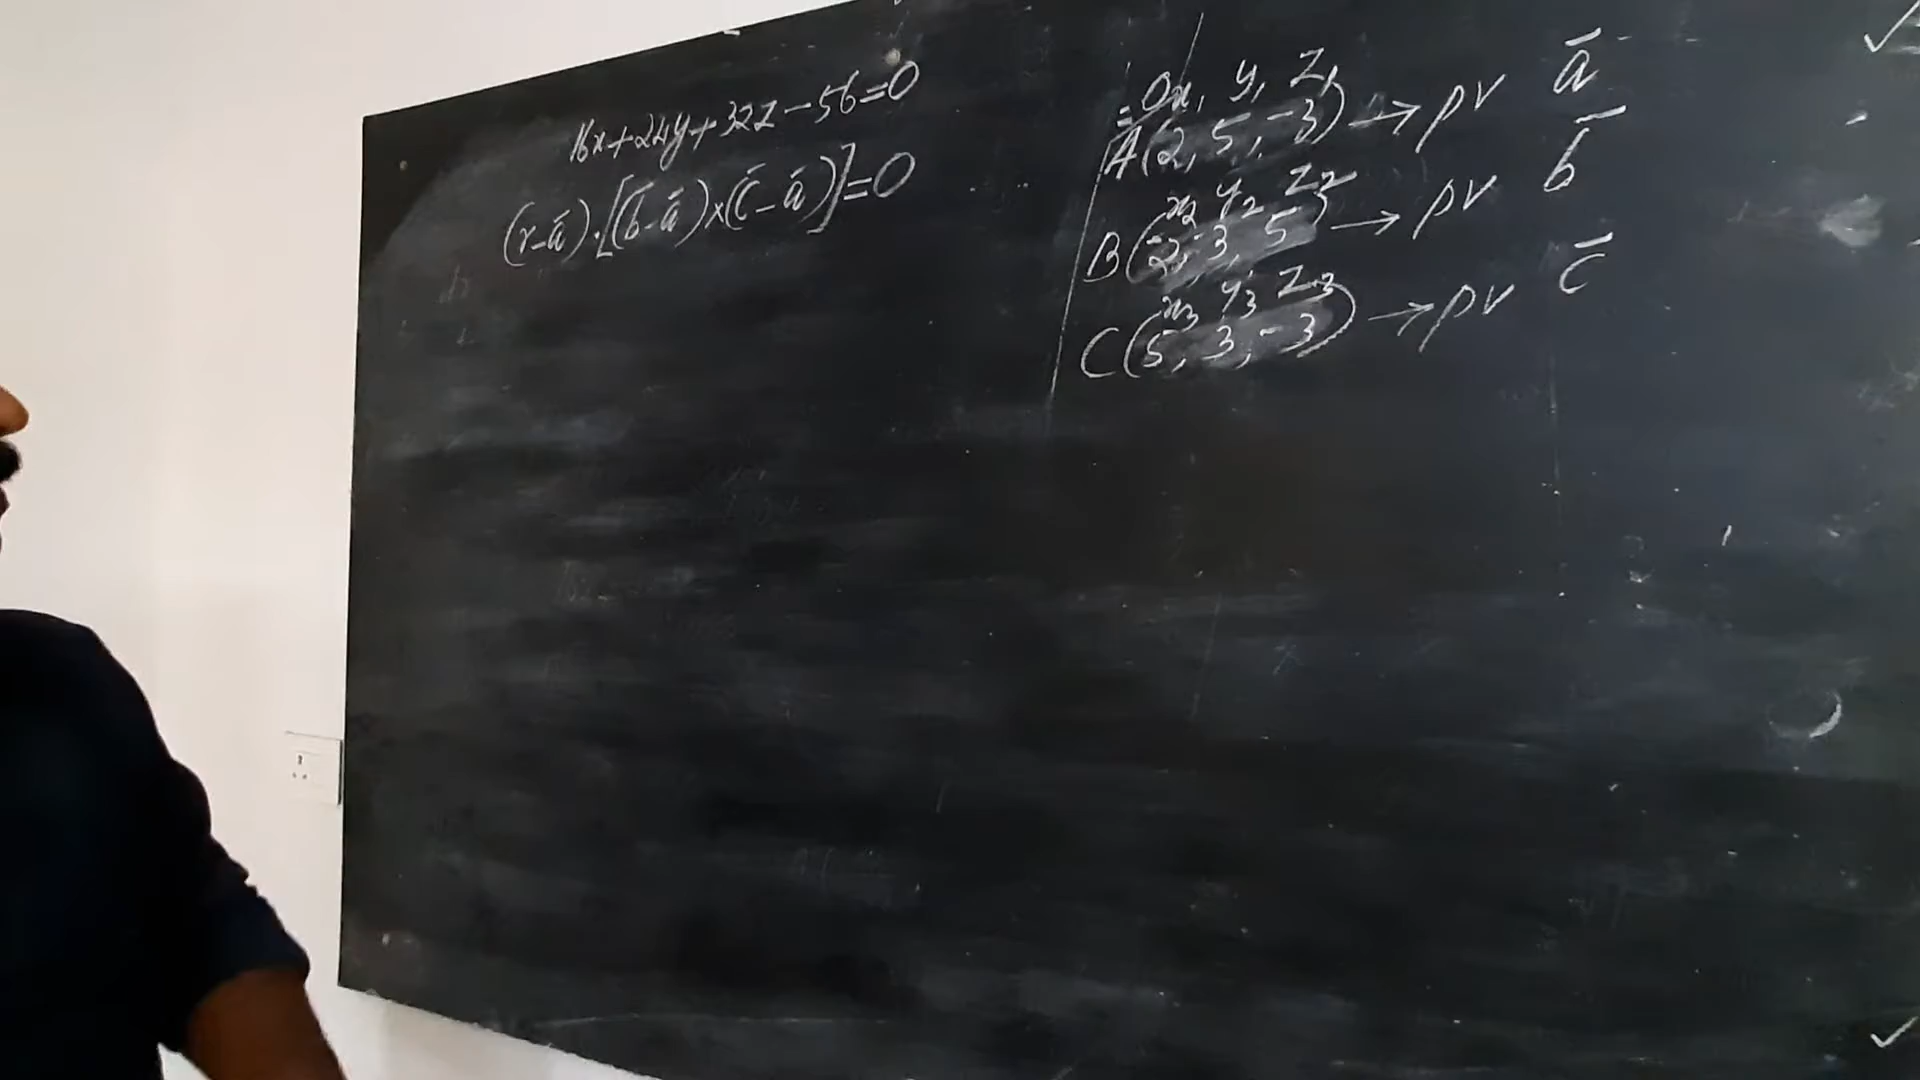 16x+24y+32z-56=0
(r-ā)·[(b̄-ā)×(c̄-ā)]=0
=0
x₁ y₁ z₁
A(2, 5, -3) → pv ā
x₂ y₂ z₂
B(-2, -3, 5) → pv b̄
x₃ y₃ z₃
C(5, 3, -3) → pv c̄